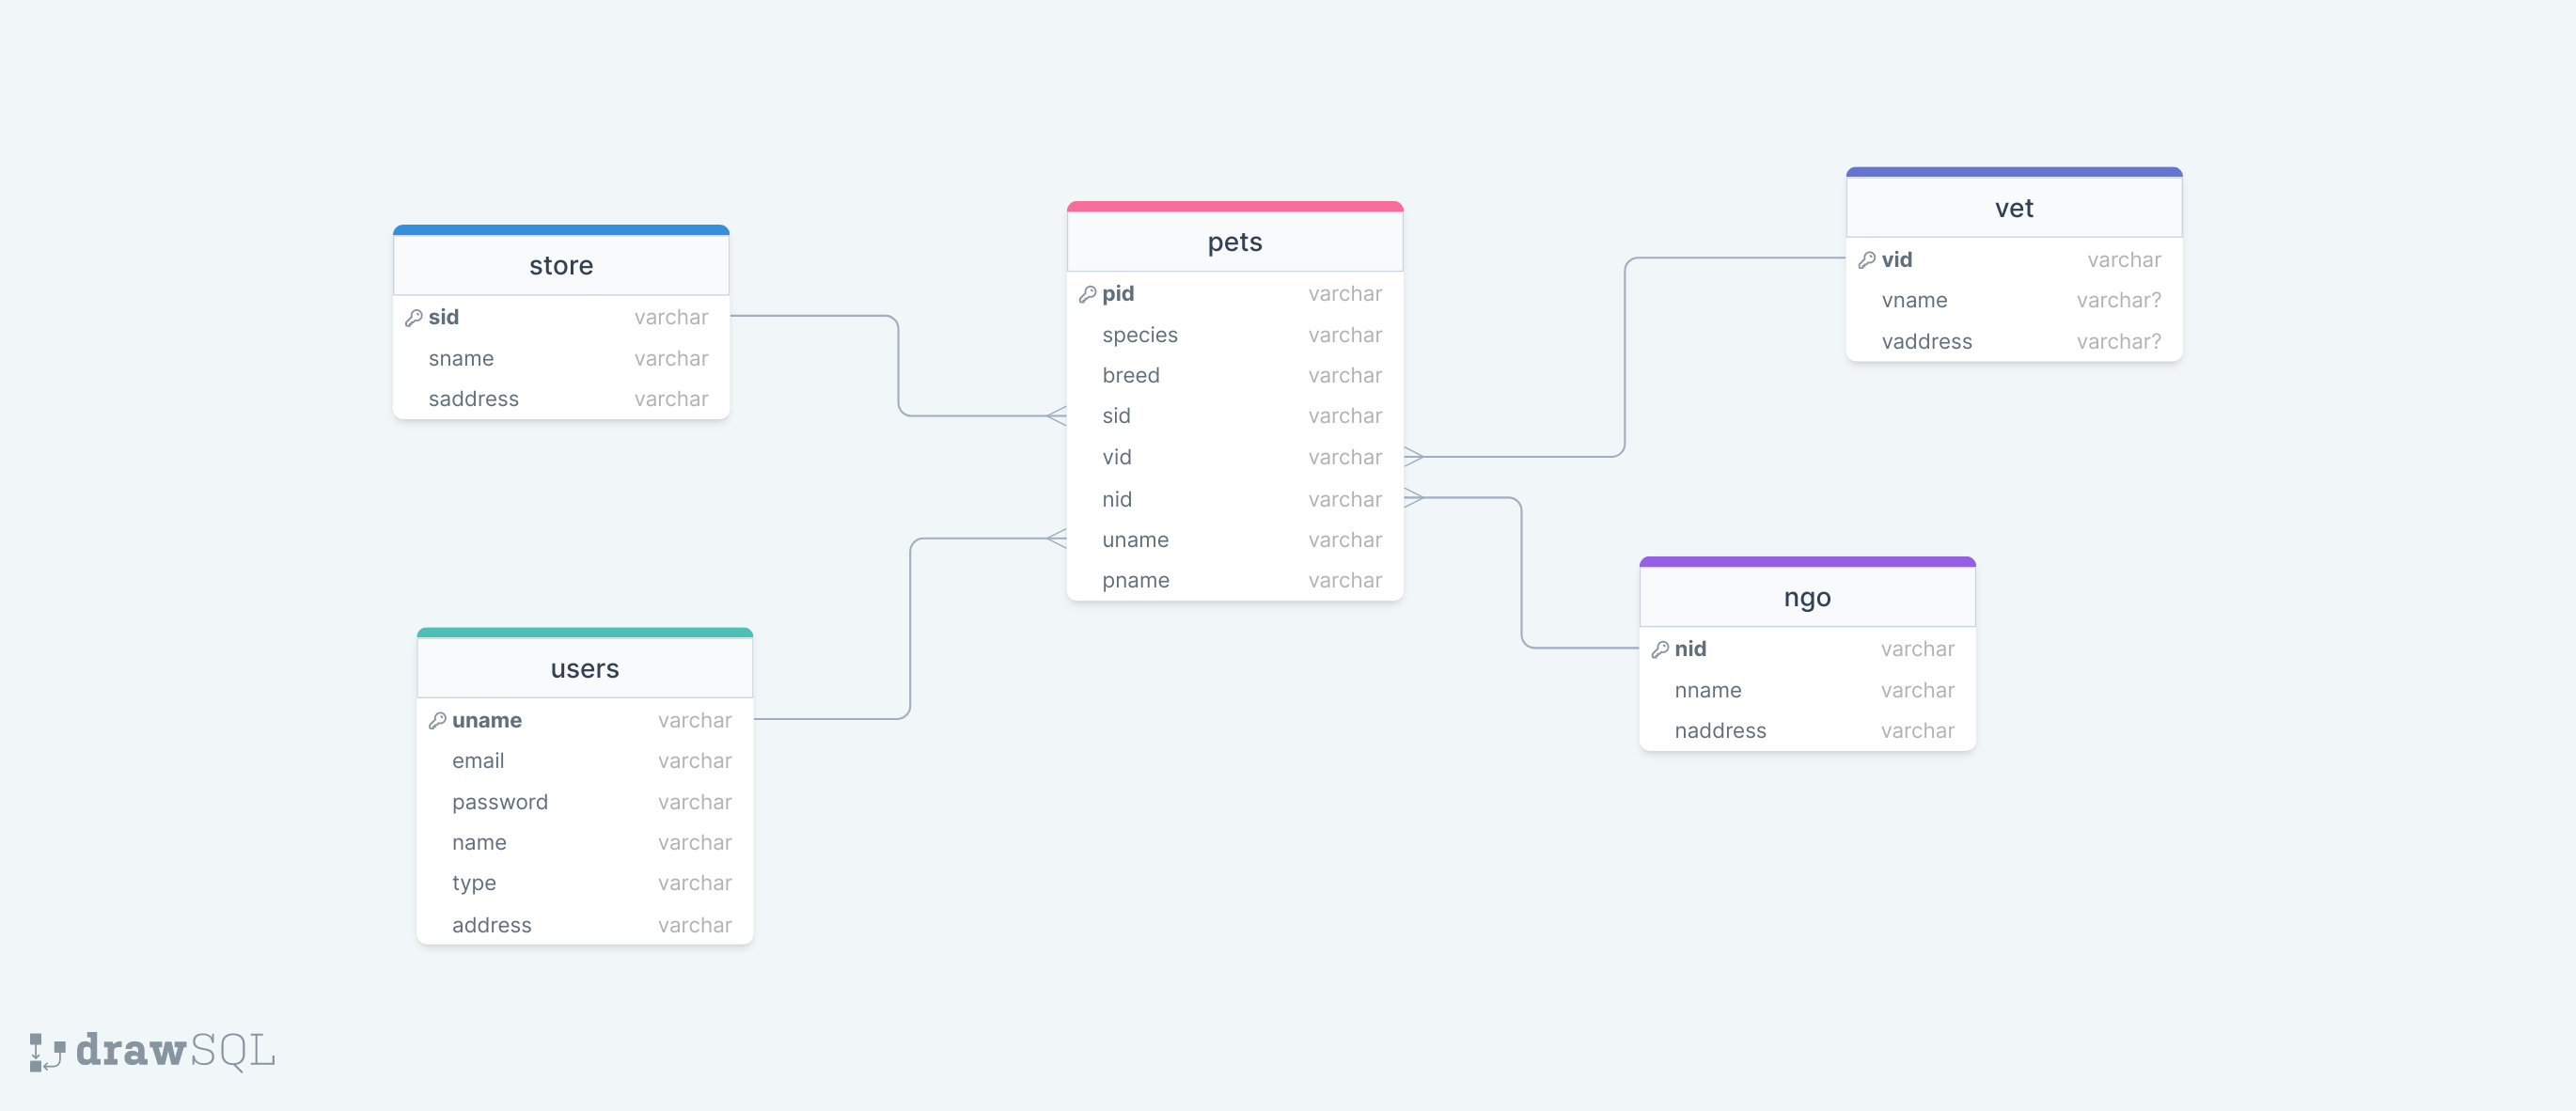 store
sid varchar
sname varchar
saddress varchar
users
uname varchar
email varchar
password varchar
name varchar
type varchar
address varchar
pets
pid varchar
species varchar
breed varchar
sid varchar
vid varchar
nid varchar
uname varchar
pname varchar
vet
vid varchar
vname varchar?
vaddress varchar?
ngo
nid varchar
nname varchar
naddress varchar
drawSQL